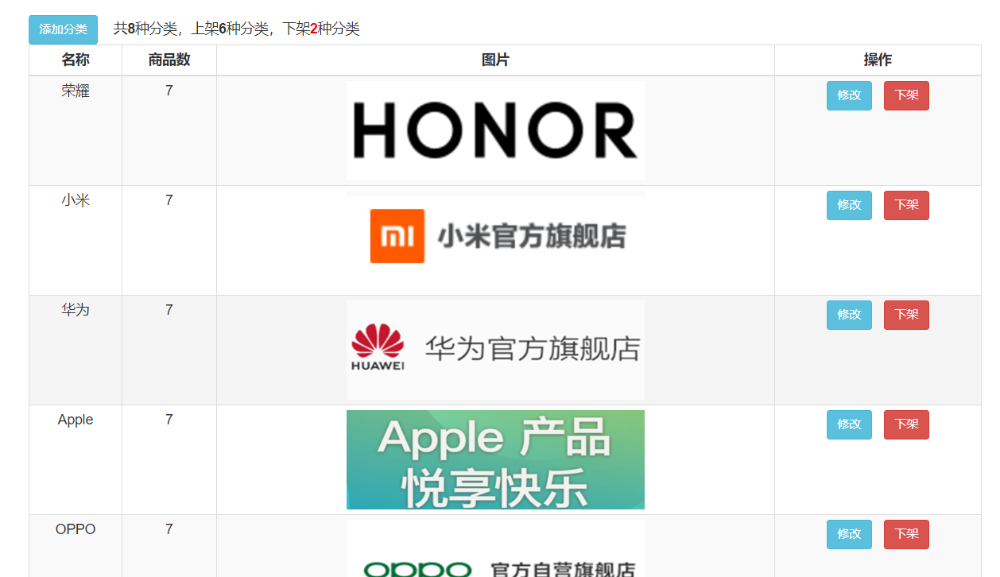 添加分类 共8种分类，上架6种分类，下架2种分类
名称 商品数 图片 操作
荣耀 7 HONOR 修改 下架
小米 7 mi 小米官方旗舰店 修改 下架
华为 7 HUAWEI 华为官方旗舰店 修改 下架
Apple 7 Apple 产品 修改 下架
悦享快乐
OPPO 7 修改 下架
oppo 官方自营旗舰店